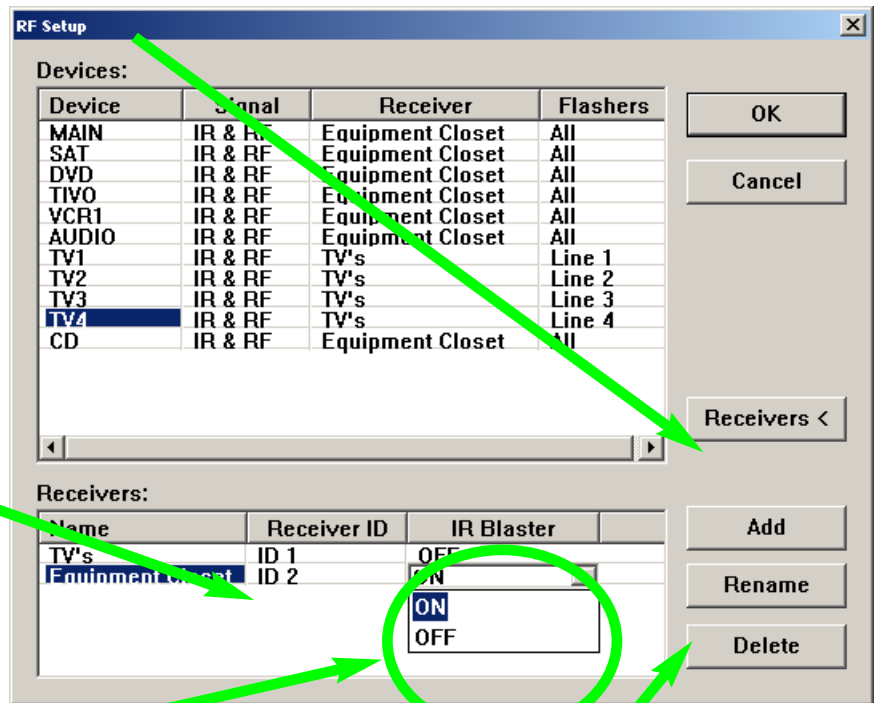 RF Setup
Devices:
Device Signal Receiver Flashers
MAIN IR & RF Equipment Closet All
SAT IR & RF Equipment Closet All
DVD IR & RF Equipment Closet All
TIVO IR & RF Equipment Closet All
VCR1 IR & RF Equipment Closet All
AUDIO IR & RF Equipment Closet All
TV1 IR & RF TV's Line 1
TV2 IR & RF TV's Line 2
TV3 IR & RF TV's Line 3
TV4 IR & RF TV's Line 4
CD IR & RF Equipment Closet All
OK
Cancel
Receivers <
Receivers:
Name Receiver ID IR Blaster
TV's ID 1 OFF
Equipment Closet ID 2 ON
ON
OFF
Add
Rename
Delete